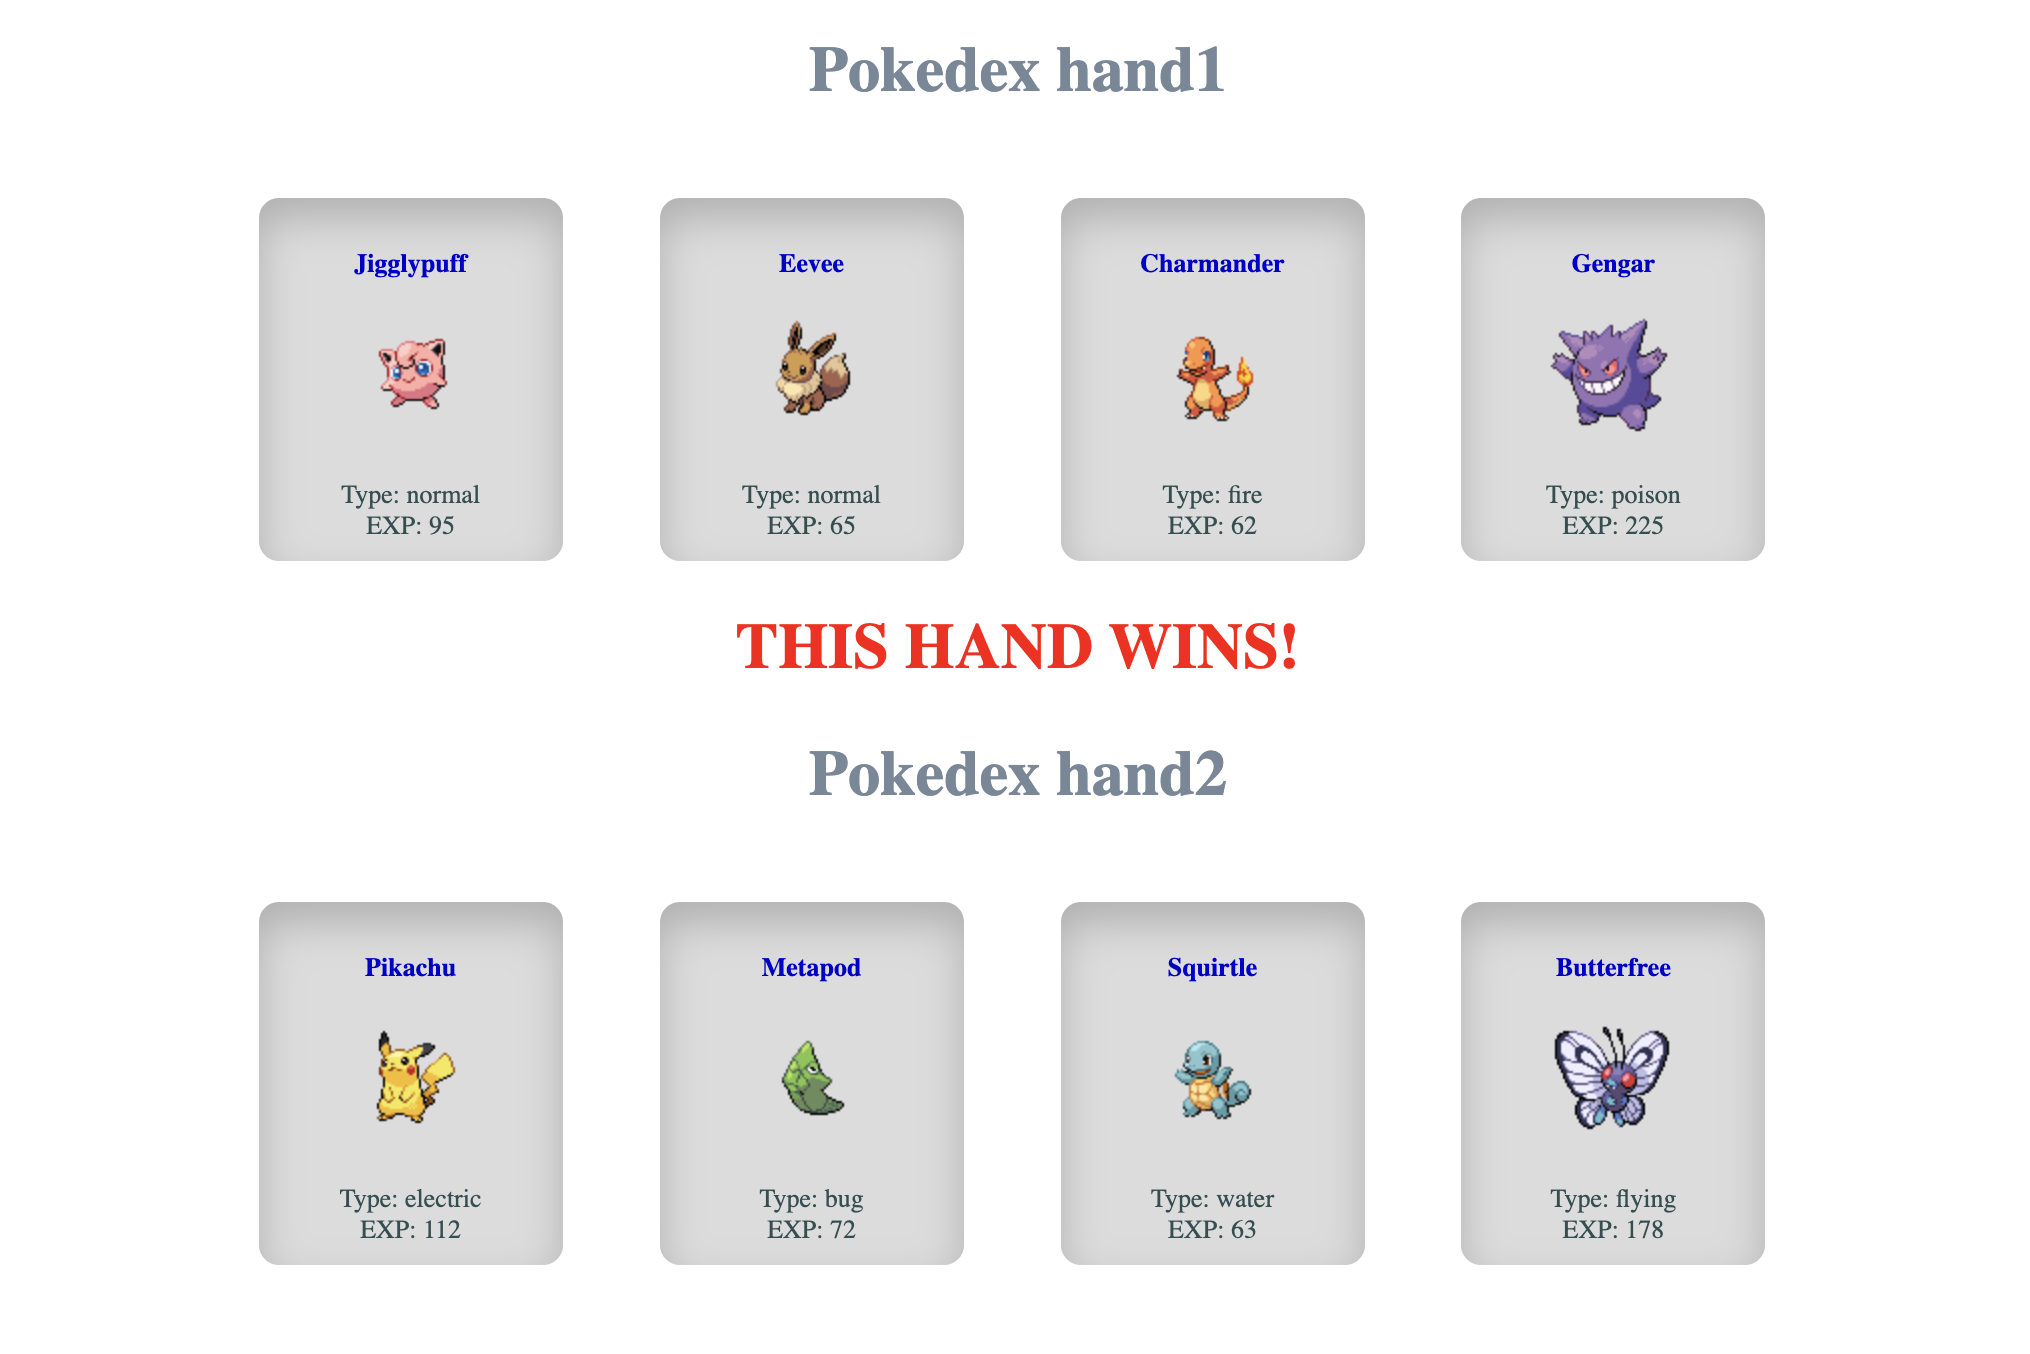 Pokedex hand1
Jigglypuff
Type: normal
EXP: 95
Eevee
Type: normal
EXP: 65
Charmander
Type: fire
EXP: 62
Gengar
Type: poison
EXP: 225
THIS HAND WINS!
Pokedex hand2
Pikachu
Type: electric
EXP: 112
Metapod
Type: bug
EXP: 72
Squirtle
Type: water
EXP: 63
Butterfree
Type: flying
EXP: 178